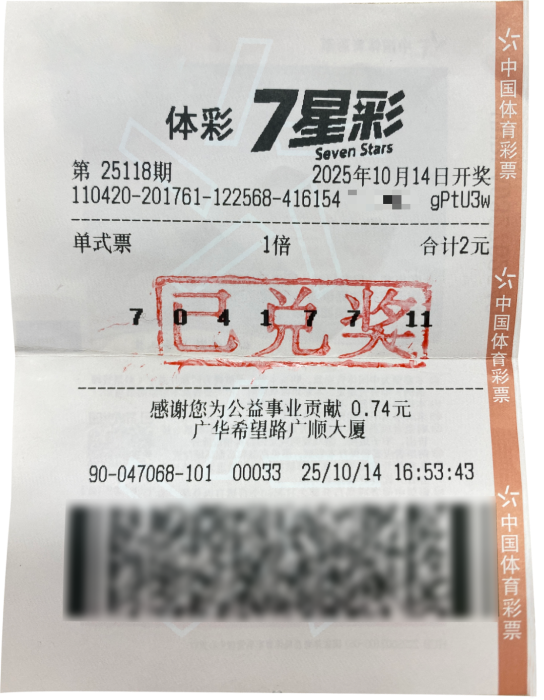 体彩 7星彩
Seven Stars
第 25118期 2025年10月14日开奖
110420-201761-122568-416154 gPtU3w
单式票 1倍 合计2元
7 0 4 1 7 7 11
已兑奖
感谢您为公益事业贡献 0.74元
广华希望路广顺大厦
90-047068-101 00033 25/10/14 16:53:43
中国体育彩票
中国体育彩票
中国体育彩票